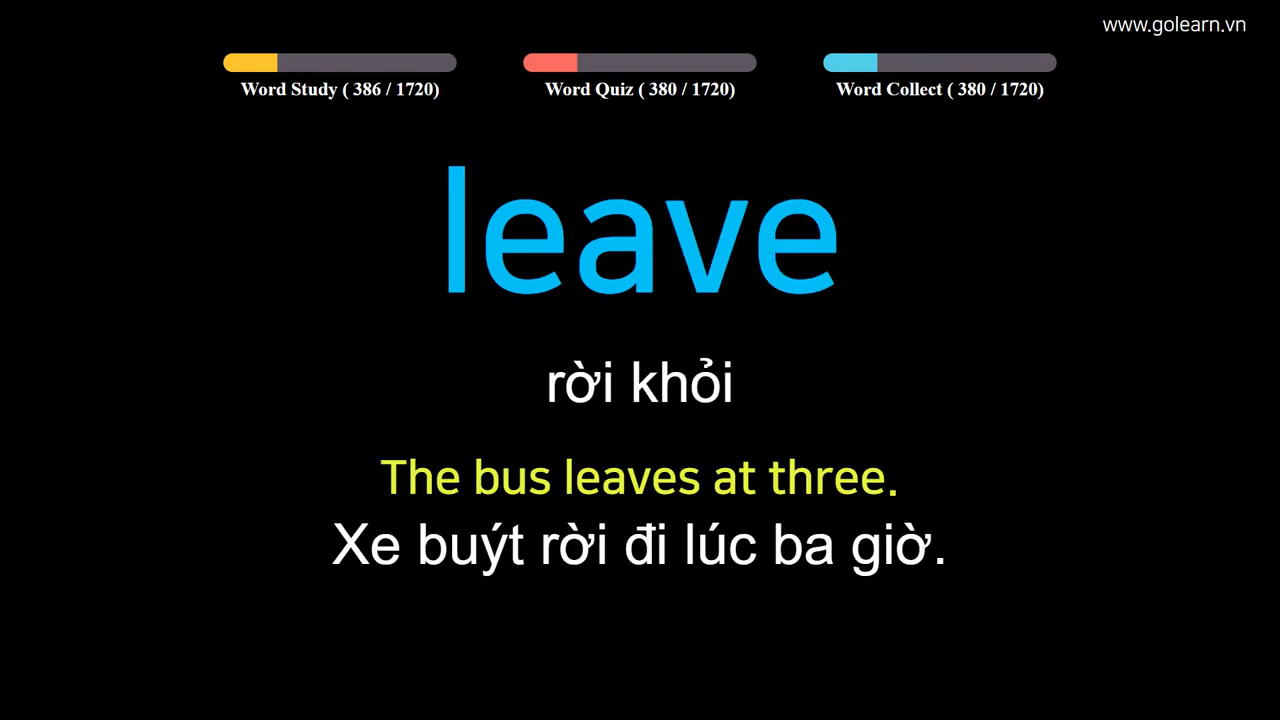 www.golearn.vn
Word Study ( 386 / 1720)
Word Quiz ( 380 / 1720)
Word Collect ( 380 / 1720)
leave
rời khỏi
The bus leaves at three.
Xe buýt rời đi lúc ba giờ.